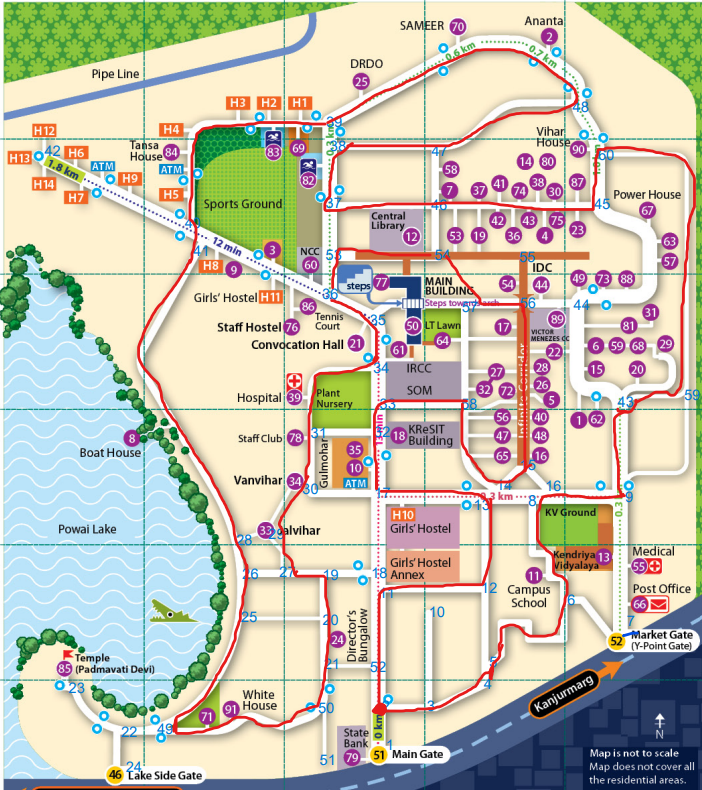 SAMEER
70
Ananta
2
0.6 km
0.7 km
Pipe Line
DRDO
25
48
H3
H2
H1
39
H12
H4
83
69
38
Vihar
House
90
60
42
H6
Tansa
House
84
47
H13
ATM
ATM
82
58
14
80
1.8 km
H9
7
37
41
74
38
30
87
H14
H7
H5
Power House
37
46
45
67
Sports Ground
Central
Library
12
42
43
75
23
40
53
19
36
4
63
41
12 min
3
NCC
60
53
54
55
57
H8
9
IDC
steps
77
MAIN
BUILDING
54
44
49
73
88
Girls' Hostel
H11
36
Steps towards arch
57
56
44
86
Tennis
Court
35
31
Staff Hostel
76
50
LT Lawn
17
89
81
VICTOR
MENEZES CC
Convocation Hall
21
61
64
22
6
59
68
29
34
IRCC
28
15
20
Hospital
39
Plant
Nursery
SOM
27
26
32
72
5
43
59
33
58
Infinite Corridor
56
40
1
62
Staff Club
78
31
32
18
KReSIT
Building
47
48
8
Boat House
Gulmohar
35
10
65
16
Vanvihar
34
ATM
30
14
16
17
0.3 km
13
8
9
H10
KV Ground
33
alvihar
Girls' Hostel
0.3
28
Powai Lake
Kendriya
Vidyalaya
13
Medical
Girls' Hostel
Annex
55
26
27
19
18
11
Campus
School
12
Post Office
66
6
25
20
10
Director's
Bungalow
7
24
52
Market Gate
(Y-Point Gate)
Temple
(Padmavati Devi)
85
21
52
5
23
4
White
House
Kanjurmarg
91
71
50
3
N
22
49
State
Bank
79
0 km
1
51
Main Gate
Map is not to scale
Map does not cover all
the residential areas.
24
46
Lake Side Gate
51